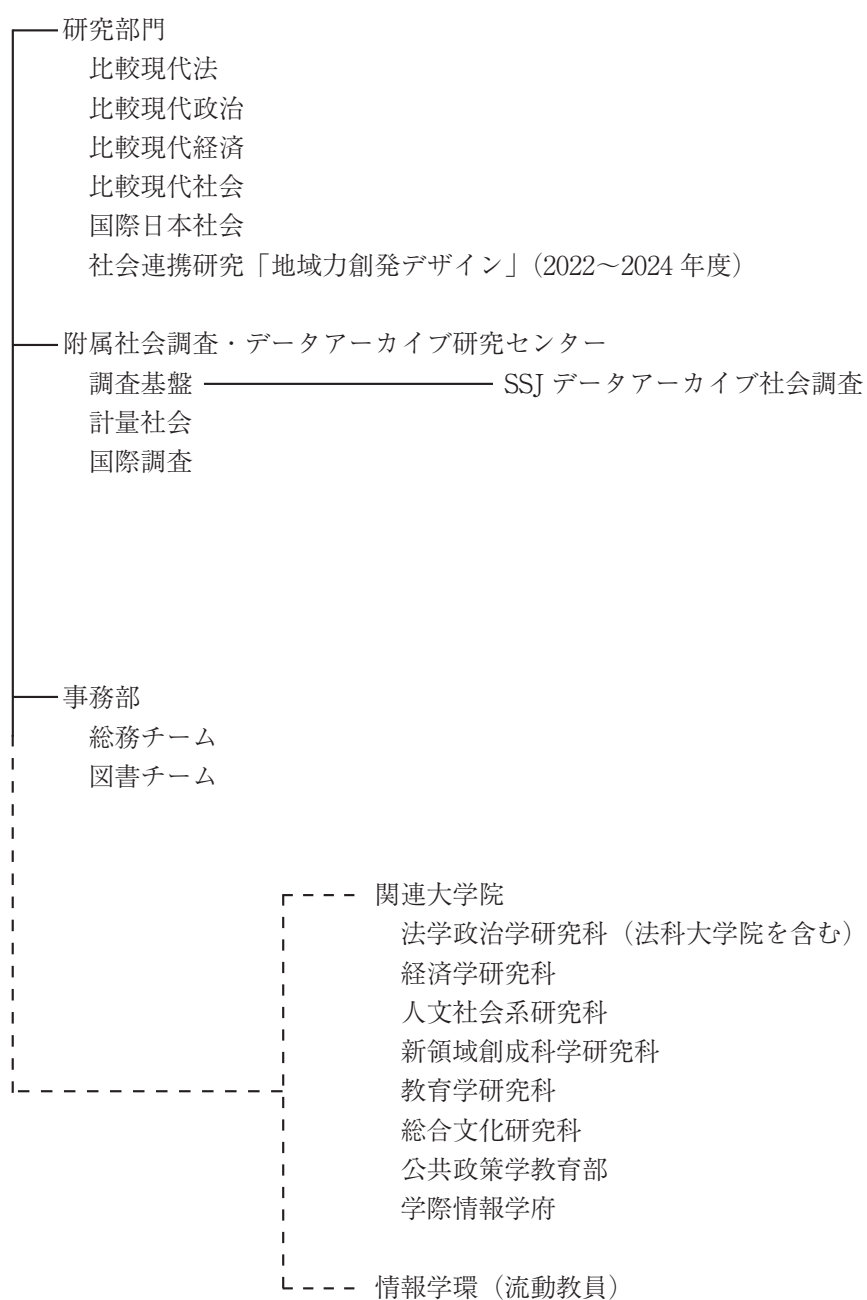 研究部門
比較現代法
比較現代政治
比較現代経済
比較現代社会
国際日本社会
社会連携研究「地域力創発デザイン」(2022～2024 年度)
附属社会調査・データアーカイブ研究センター
調査基盤 SSJ データアーカイブ社会調査
計量社会
国際調査
事務部
総務チーム
図書チーム
関連大学院
法学政治学研究科（法科大学院を含む）
経済学研究科
人文社会系研究科
新領域創成科学研究科
教育学研究科
総合文化研究科
公共政策学教育部
学際情報学府
情報学環（流動教員）